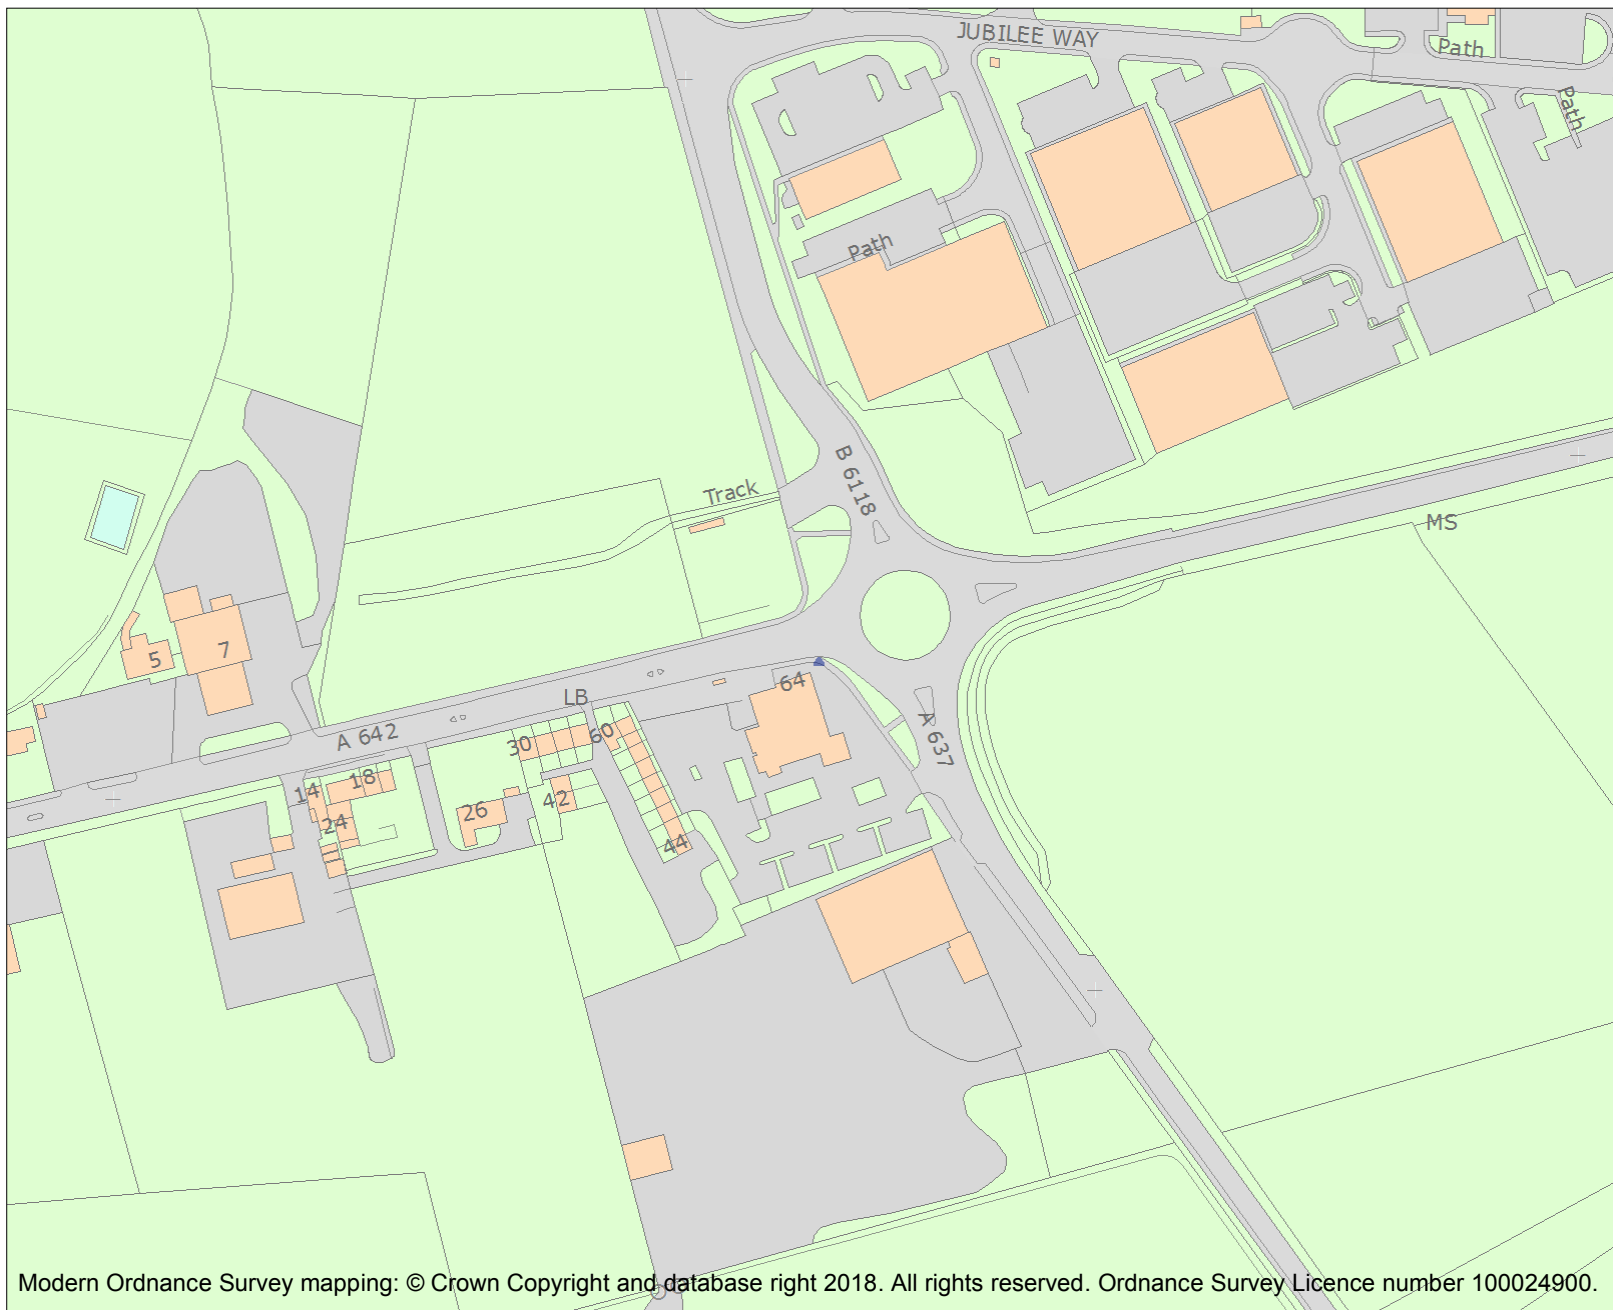 JUBILEE WAY
Path
Path
Path
B 6118
Track
MS
5
7
64
LB
A 642
A 637
30
60
18
14
42
26
24
44
Modern Ordnance Survey mapping: © Crown Copyright and database right 2018. All rights reserved. Ordnance Survey Licence number 100024900.